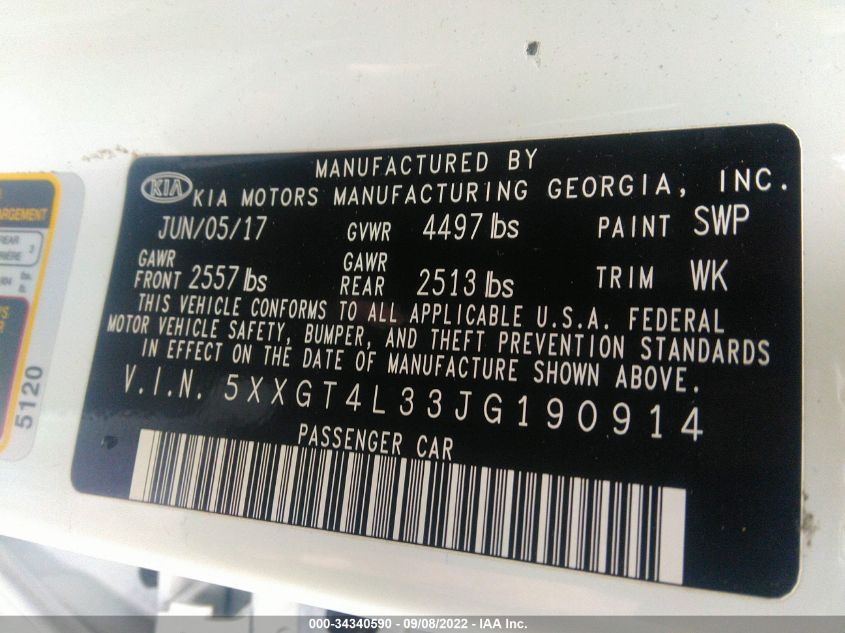 MANUFACTURED BY
KIA KIA MOTORS MANUFACTURING GEORGIA, INC.
JUN/05/17 GVWR 4497 lbs PAINT SWP
GAWR FRONT 2557 lbs GAWR REAR 2513 lbs TRIM WK
THIS VEHICLE CONFORMS TO ALL APPLICABLE U.S.A. FEDERAL
MOTOR VEHICLE SAFETY, BUMPER, AND THEFT PREVENTION STANDARDS
IN EFFECT ON THE DATE OF MANUFACTURE SHOWN ABOVE.
V.I.N. 5XXGT4L33JG190914
PASSENGER CAR
ARGEMENT
REAR
5120
000-34340590 - 09/08/2022 - IAA Inc.